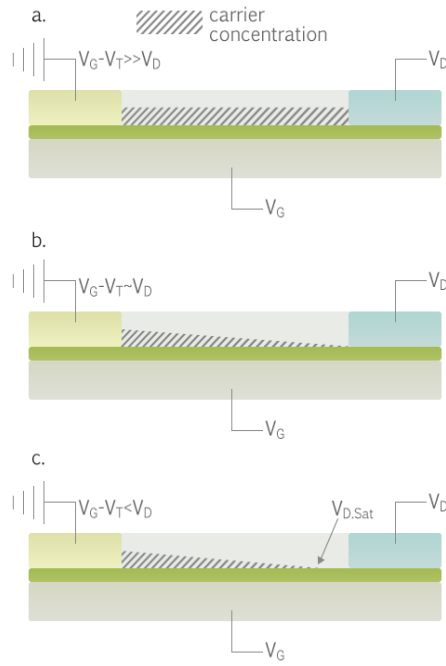 a.
carrier
concentration
V_G-V_T>>V_D
V_D
V_G
b.
V_G-V_T~V_D
V_D
V_G
c.
V_G-V_T<V_D
V_D.Sat
V_D
V_G